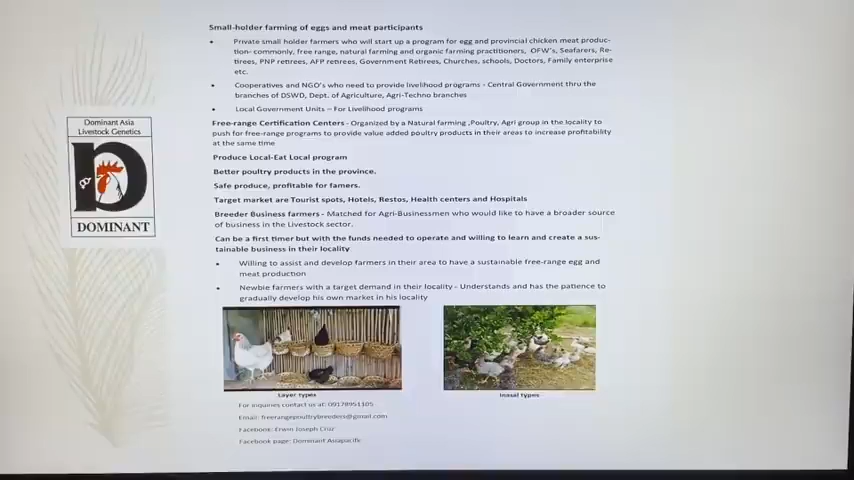 Small-holder farming of eggs and meat participants
Private small holder farmers who will start up a program for egg and provincial chicken meat produc-
tion- commonly, free range, natural farming and organic farming practitioners, OFW's, Seafarers, Re-
tirees, PNP retirees, AFP retirees, Government Retirees, Churches, schools, Doctors, Family enterprise
etc.
Cooperatives and NGO's who need to provide livelihood programs - Central Government thru the
branches of DSWD, Dept. of Agriculture, Agri-Techno branches
Local Government Units – For Livelihood programs
Dominant Asia
Livestock Genetics
DOMINANT
Free-range Certification Centers - Organized by a Natural farming ,Poultry, Agri group in the locality to
push for free-range programs to provide value added poultry products in their areas to increase profitability
at the same time
Produce Local-Eat Local program
Better poultry products in the province.
Safe produce, profitable for famers.
Target market are Tourist spots, Hotels, Restos, Health centers and Hospitals
Breeder Business farmers - Matched for Agri-Businessmen who would like to have a broader source
of business in the Livestock sector.
Can be a first timer but with the funds needed to operate and willing to learn and create a sus-
tainable business in their locality
Willing to assist and develop farmers in their area to have a sustainable free-range egg and
meat production
Newbie farmers with a target demand in their locality - Understands and has the patience to
gradually develop his own market in his locality
Layer types
Inasal types
For inquiries contact us at: 09178951105
Email: freerangepoultrybreeders@gmail.com
Facebook: Erwin Joseph Cruz
Facebook page: Dominant Asiapacific